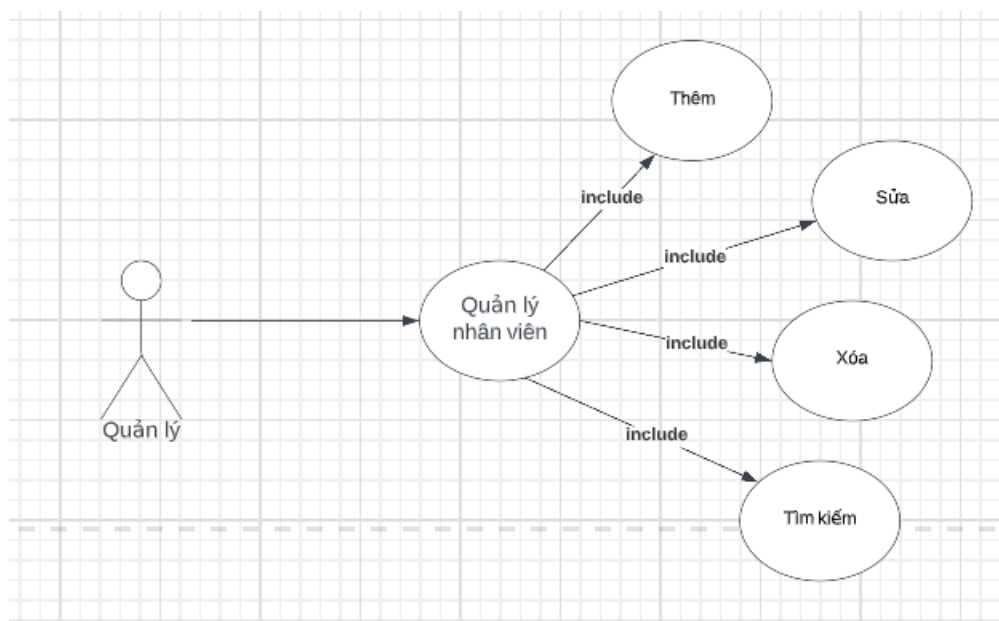 Thêm
include
Sửa
include
Quản lý
nhân viên
include
Xóa
Quản lý
include
Tìm kiếm